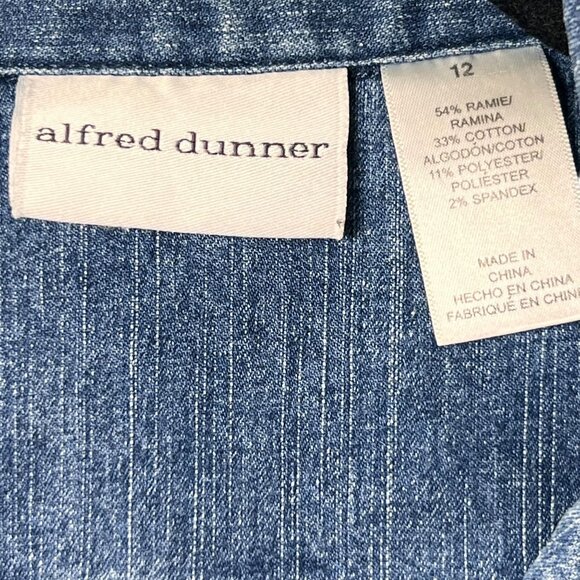 alfred dunner
12
54% RAMIE/
RAMINA
33% COTTON/
ALGODÓN/COTON
11% POLYESTER/
POLIÉSTER
2% SPANDEX
MADE IN
CHINA
HECHO EN CHINA
FABRIQUÉ EN CHINE